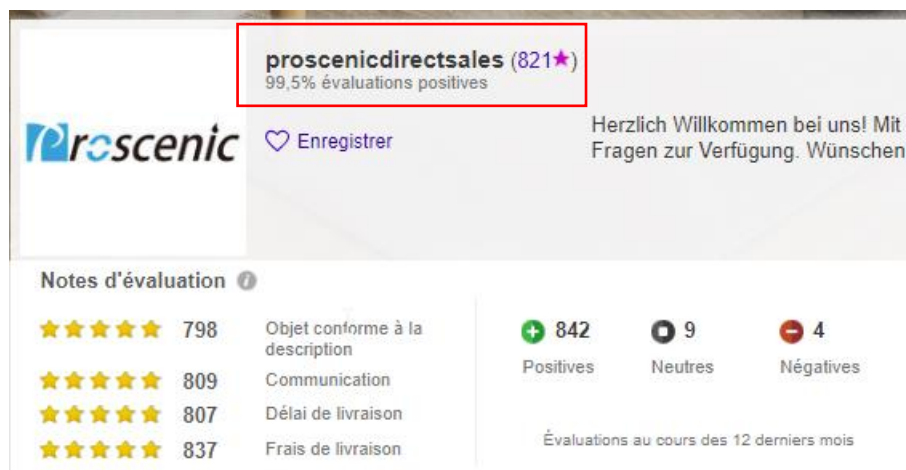 proscenicdirectsales (821★)
99,5% évaluations positives
Proscenic
Enregistrer
Herzlich Willkommen bei uns! Mit
Fragen zur Verfügung. Wünschen
Notes d'évaluation
798 Objet conforme à la
description
809 Communication
807 Délai de livraison
837 Frais de livraison
842 9 4
Positives Neutres Négatives
Évaluations au cours des 12 derniers mois